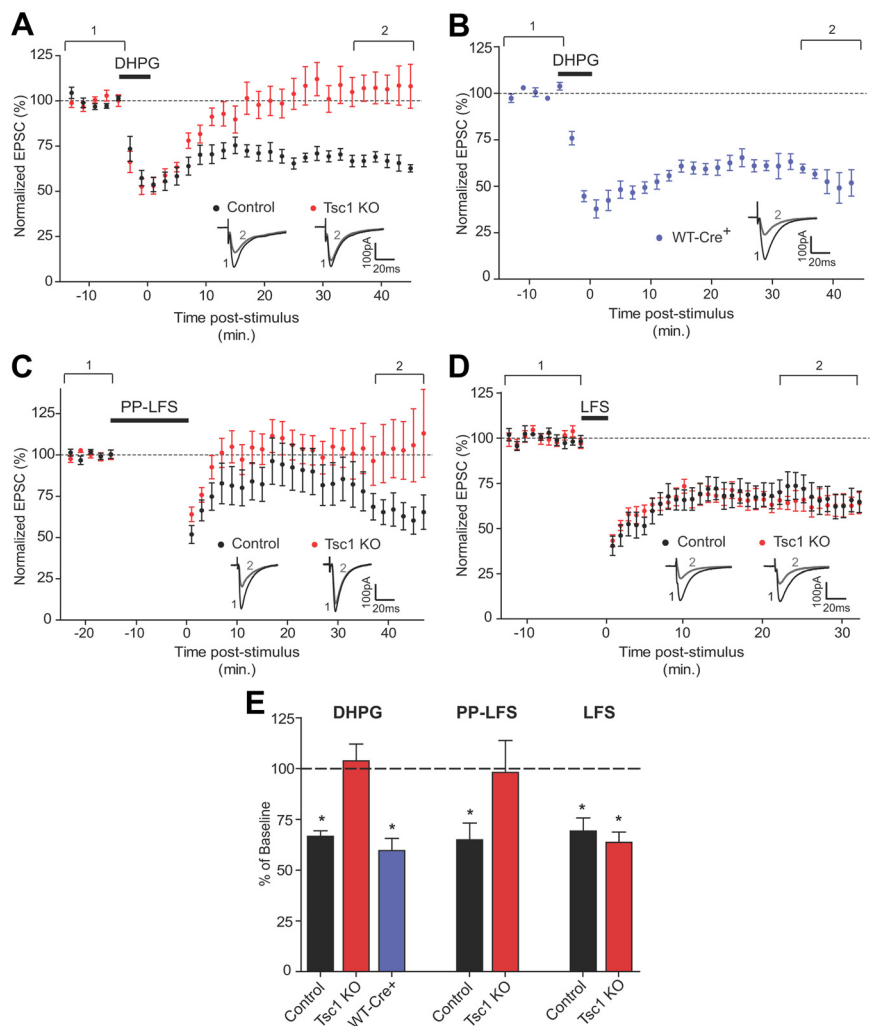 A
1
2
DHPG
Normalized EPSC (%)
125
100
75
50
25
0
Control
Tsc1 KO
2
1
2
1
100pA
20ms
-10
0
10
20
30
40
Time post-stimulus
(min.)
B
1
2
DHPG
Normalized EPSC (%)
125
100
75
50
25
0
WT-Cre+
2
1
100pA
20ms
-10
0
10
20
30
40
Time post-stimulus
(min.)
C
1
2
PP-LFS
Normalized EPSC (%)
125
100
75
50
25
0
Control
Tsc1 KO
2
1
2
1
100pA
20ms
-20
-10
0
10
20
30
40
Time post-stimulus
(min.)
D
1
2
LFS
Normalized EPSC (%)
125
100
75
50
25
0
Control
Tsc1 KO
2
1
2
1
100pA
20ms
-10
0
10
20
30
Time post-stimulus
(min.)
E
DHPG PP-LFS LFS
% of Baseline
125
100
75
50
25
0
* * * * *
Control
Tsc1 KO
WT-Cre+
Control
Tsc1 KO
Control
Tsc1 KO